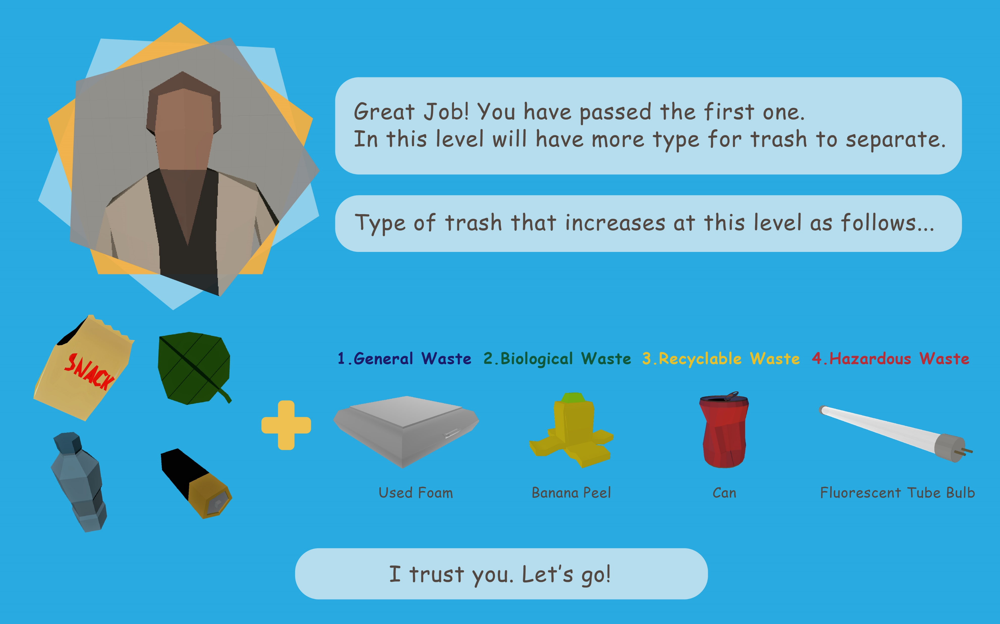 Great Job! You have passed the first one.
In this level will have more type for trash to separate.
Type of trash that increases at this level as follows...
SNACK
1.General Waste 2.Biological Waste 3.Recyclable Waste 4.Hazardous Waste
Used Foam Banana Peel Can Fluorescent Tube Bulb
I trust you. Let's go!